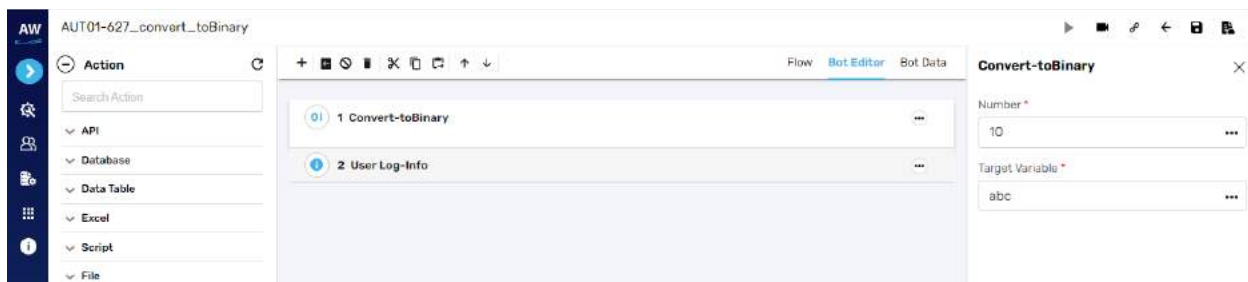 AW
AUT01-627_convert_toBinary
Action
Search Action
API
Database
Data Table
Excel
Script
File
Flow
Bot Editor
Bot Data
01
1 Convert-toBinary
2 User Log-Info
Convert-toBinary
Number *
10
Target Variable *
abc